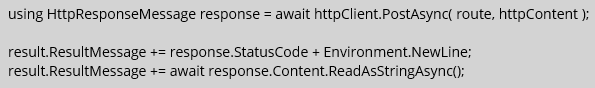 using HttpResponseMessage response = await httpClient.PostAsync( route, httpContent );
result.ResultMessage += response.StatusCode + Environment.NewLine;
result.ResultMessage += await response.Content.ReadAsStringAsync();